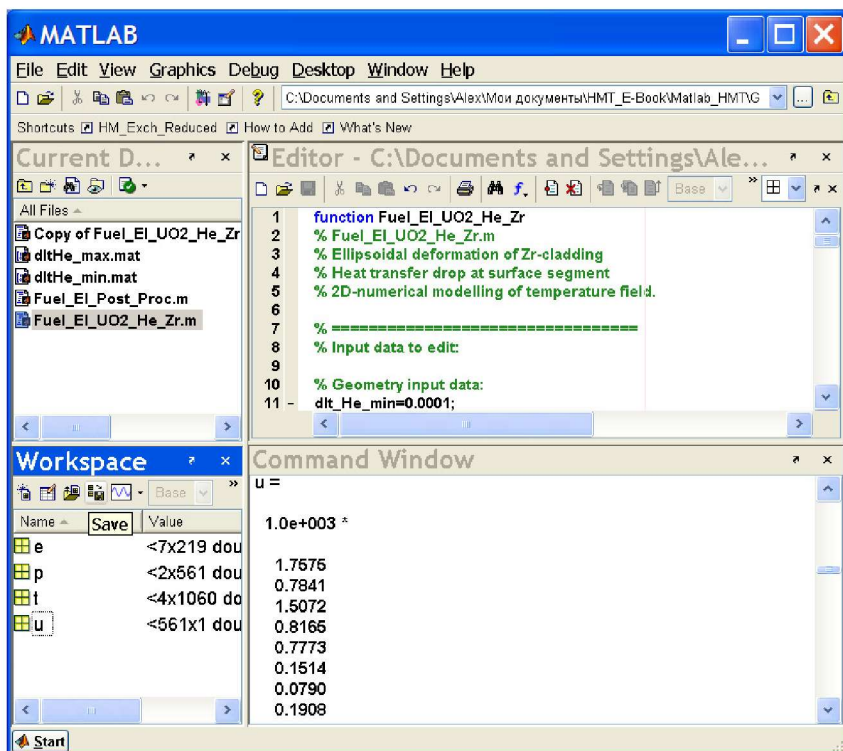 MATLAB
File Edit View Graphics Debug Desktop Window Help
C:\Documents and Settings\Alex\Мои документы\HMT_E-Book\Matlab_HMT\G
Shortcuts HM_Exch_Reduced How to Add What's New
Current D...
All Files
Copy of Fuel_El_UO2_He_Zr
dltHe_max.mat
dltHe_min.mat
Fuel_El_Post_Proc.m
Fuel_El_UO2_He_Zr.m
Editor - C:\Documents and Settings\Ale...
Base
1 function Fuel_El_UO2_He_Zr
2 % Fuel_El_UO2_He_Zr.m
3 % Ellipsoidal deformation of Zr-cladding
4 % Heat transfer drop at surface segment
5 % 2D-numerical modelling of temperature field.
6
7 % ==================================
8 % Input data to edit:
9
10 % Geometry input data:
11 - dlt_He_min=0.0001;
Workspace
Base
Name Save Value
e <7x219 dou
p <2x561 dou
t <4x1060 do
u <561x1 dou
Command Window
u =
1.0e+003 *
1.7575
0.7841
1.5072
0.8165
0.7773
0.1514
0.0790
0.1908
Start